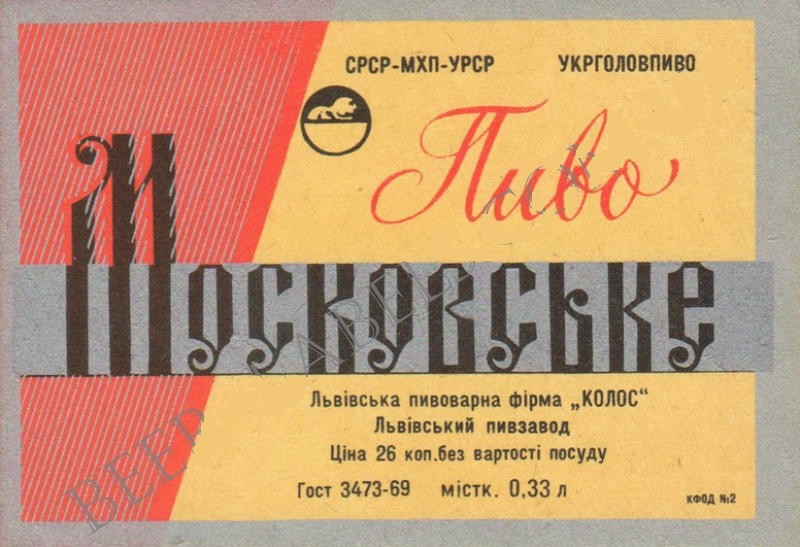 СРСР-МХП-УРСР УКРГОЛОВПИВО
Пиво
Московське
Львівська пивоварна фірма „КОЛОС“
Львівський пивзавод
Ціна 26 коп.без вартості посуду
Гост 3473-69 містк. 0,33 л
КФОД №2